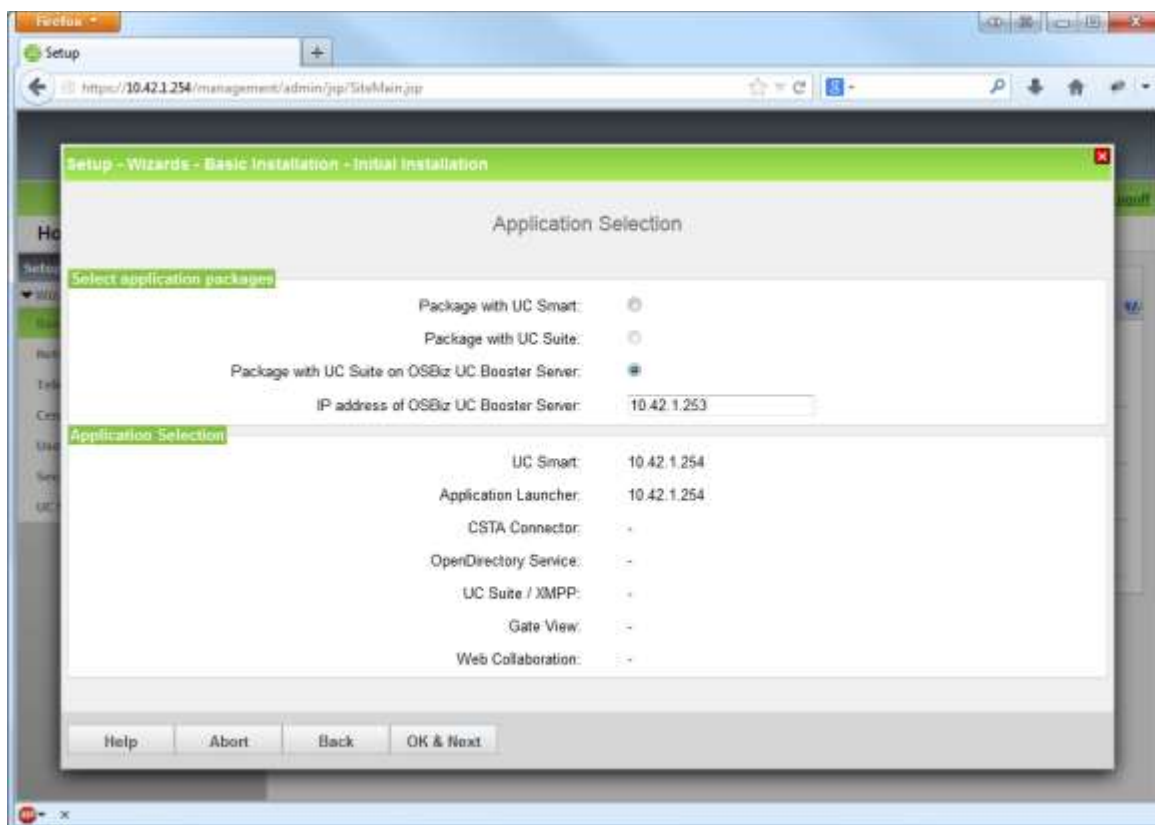 Firefox
Setup
https://10.42.1.254/management/admin/jsp/SiteMain.jsp
Setup - Wizards - Basic Installation - Initial Installation
Application Selection
Ho
Setup
Select application packages
Package with UC Smart:
Package with UC Suite:
Package with UC Suite on OSBiz UC Booster Server:
IP address of OSBiz UC Booster Server: 10.42.1.253
Application Selection
UC Smart: 10.42.1.254
Application Launcher: 10.42.1.254
CSTA Connector: -
OpenDirectory Service: -
UC Suite / XMPP: -
Gate View: -
Web Collaboration: -
Help Abort Back OK & Next